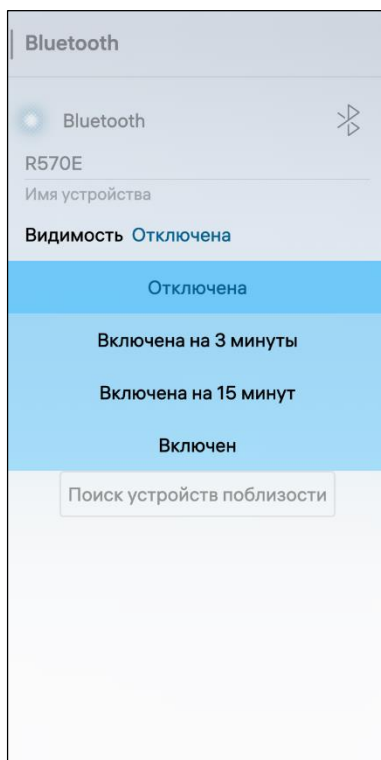 Bluetooth
Bluetooth
R570E
Имя устройства
Видимость Отключена
Отключена
Включена на 3 минуты
Включена на 15 минут
Включен
Поиск устройств поблизости